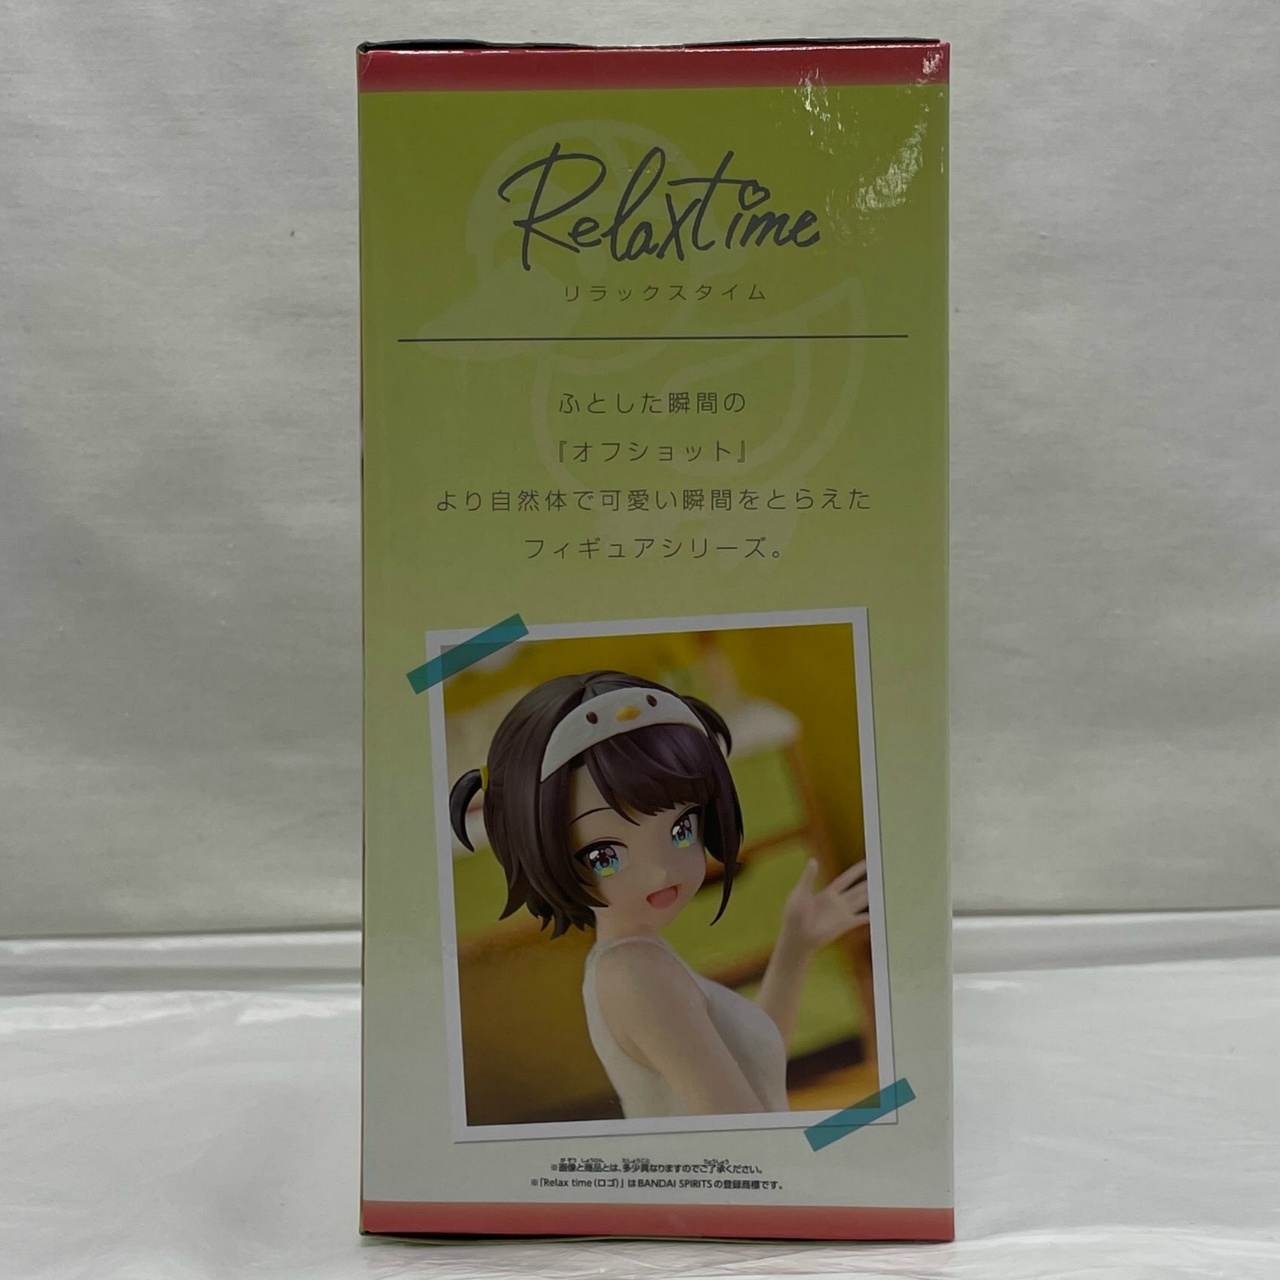 Relax time
リラックスタイム
ふとした瞬間の
『オフショット』
より自然体で可愛い瞬間をとらえた
フィギュアシリーズ。
※画像と商品とは、多少異なりますのでご了承ください。
※「Relax time(ロゴ)」はBANDAI SPIRITSの登録商標です。